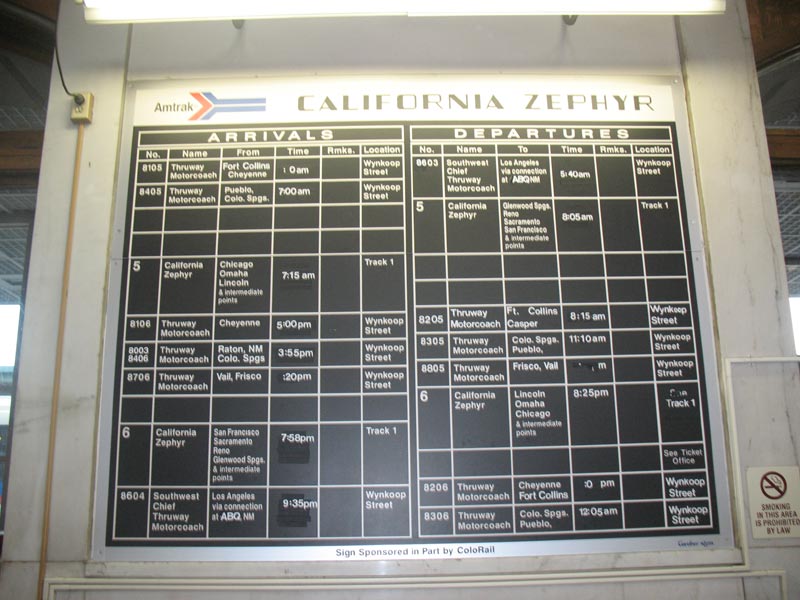 Amtrak CALIFORNIA ZEPHYR
ARRIVALS
No. Name From Time Rmks. Location
8105 Thruway Motorcoach Fort Collins Cheyenne : 0am Wynkoop Street
8405 Thruway Motorcoach Pueblo, Colo. Spgs. 7:00am Wynkoop Street
5 California Zephyr Chicago Omaha Lincoln & intermediate points 7:15 am Track 1
8106 Thruway Motorcoach Cheyenne 5:00pm Wynkoop Street
8003 8406 Thruway Motorcoach Raton, NM Colo. Spgs 3:55pm Wynkoop Street
8706 Thruway Motorcoach Vail, Frisco :20pm Wynkoop Street
6 California Zephyr San Francisco Sacramento Reno Glenwood Spgs. & intermediate points 7:58pm Track 1
8604 Southwest Chief Thruway Motorcoach Los Angeles via connection at ABQ, NM 9:35pm Wynkoop Street
DEPARTURES
No. Name To Time Rmks. Location
8603 Southwest Chief Thruway Motorcoach Los Angeles via connection at ABQ, NM 5:40am Wynkoop Street
5 California Zephyr Glenwood Spgs. Reno Sacramento San Francisco & intermediate points 8:05am Track 1
8205 Thruway Motorcoach Ft. Collins Casper 8:15 am Wynkoop Street
8305 Thruway Motorcoach Colo. Spgs. Pueblo, 11:10am Wynkoop Street
8805 Thruway Motorcoach Frisco, Vail m Wynkoop Street
6 California Zephyr Lincoln Omaha Chicago & intermediate points 8:25pm Track 1
See Ticket Office
8206 Thruway Motorcoach Cheyenne Fort Collins :0 pm Wynkoop Street
8306 Thruway Motorcoach Colo. Spgs. Pueblo, 12:05am Wynkoop Street
Sign Sponsored in Part by ColoRail
SMOKING
IN THIS AREA
IS PROHIBITED
BY LAW